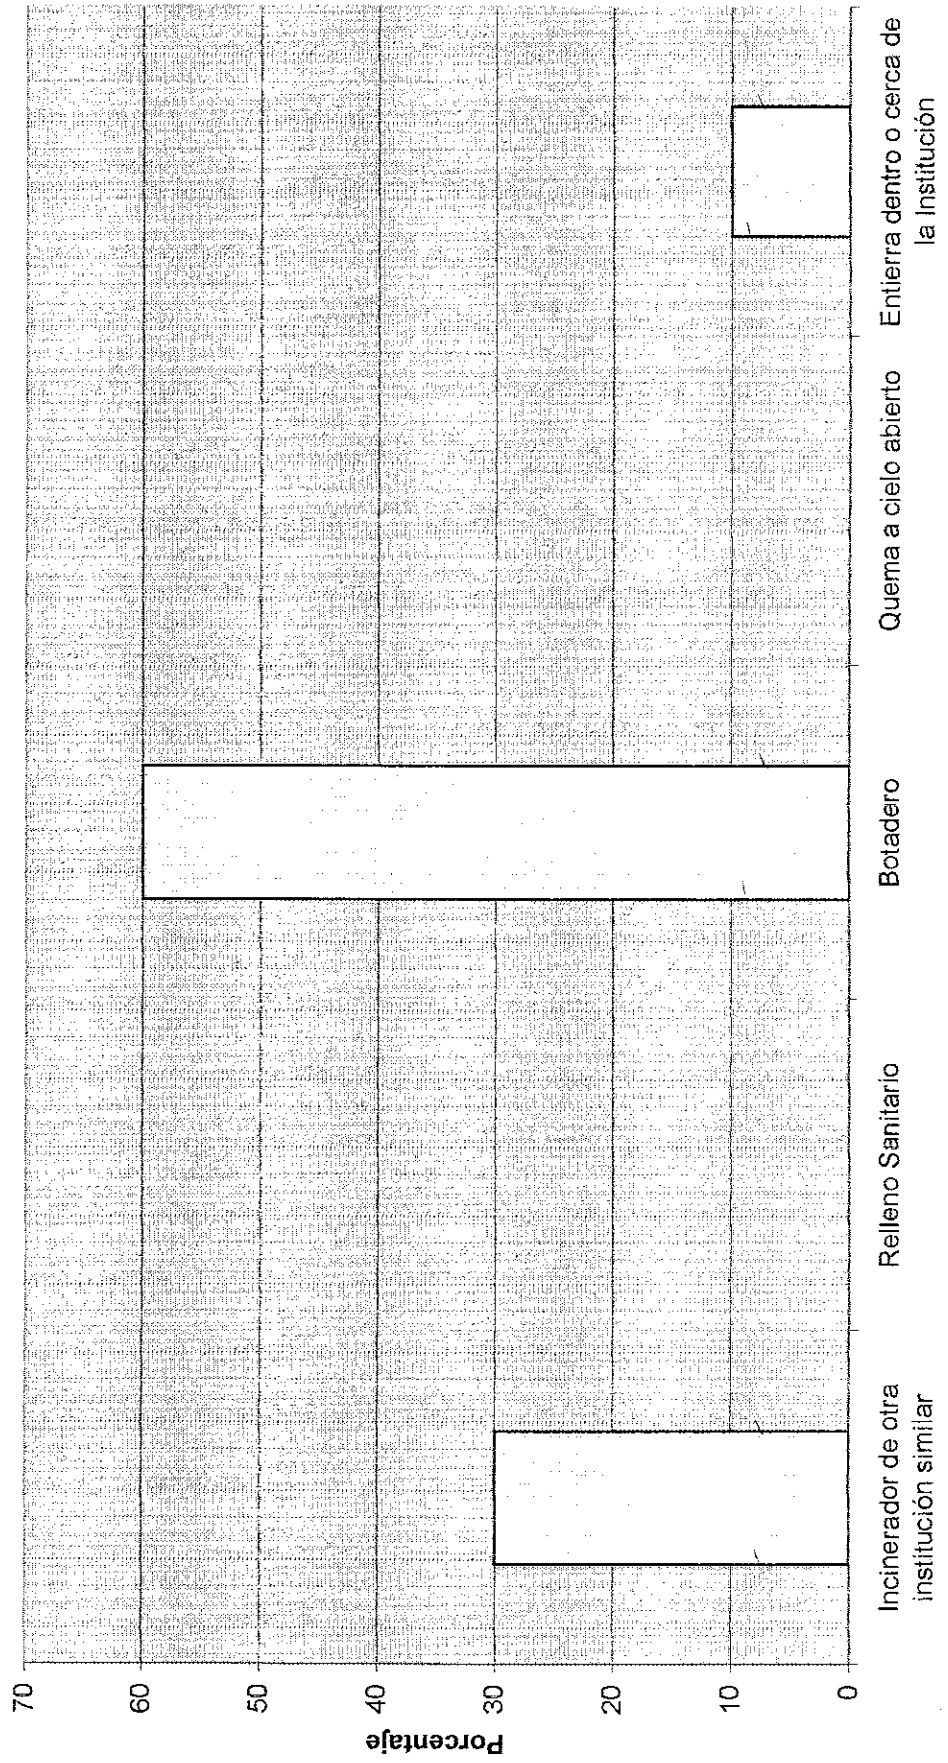 Porcentaje
70
60
50
40
30
20
10
0
Incinerador de otra
institución similar
Relleno Sanitario
Botadero
Quema a cielo abierto
Entierra dentro o cerca de
la Institución